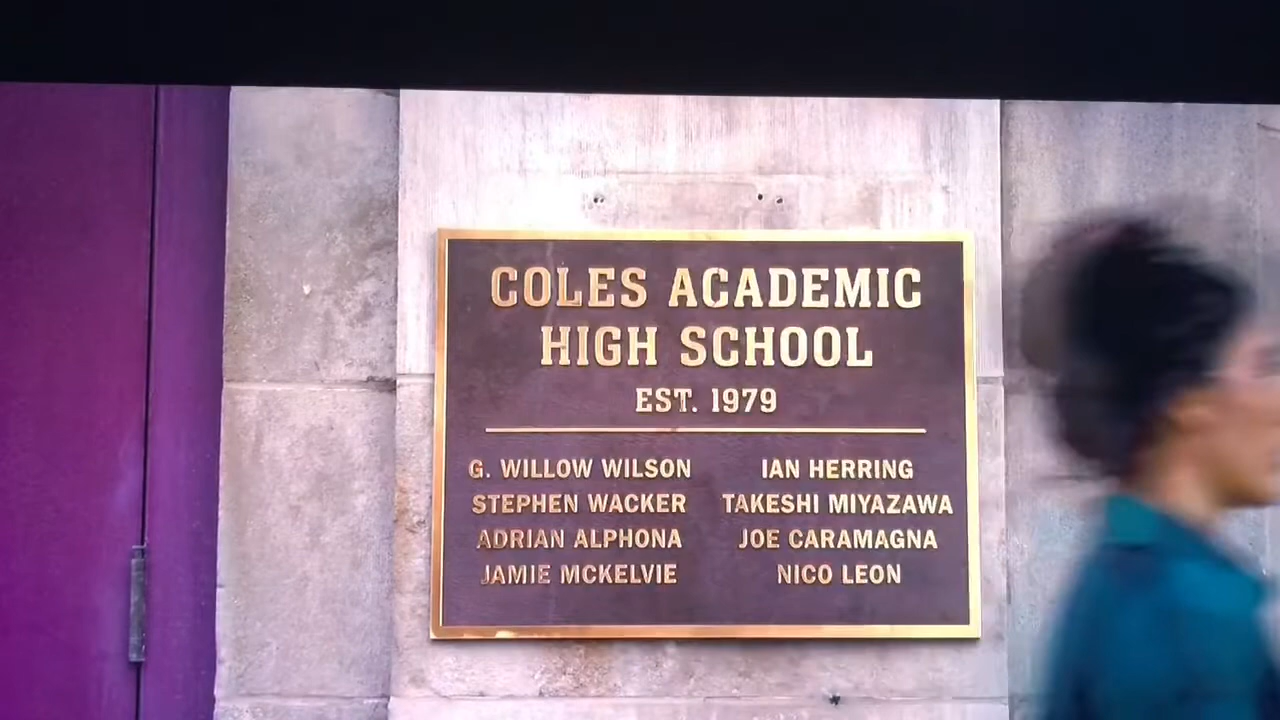 COLES ACADEMIC
HIGH SCHOOL
EST. 1979
G. WILLOW WILSON
STEPHEN WACKER
ADRIAN ALPHONA
JAMIE MCKELVIE
IAN HERRING
TAKESHI MIYAZAWA
JOE CARAMAGNA
NICO LEON